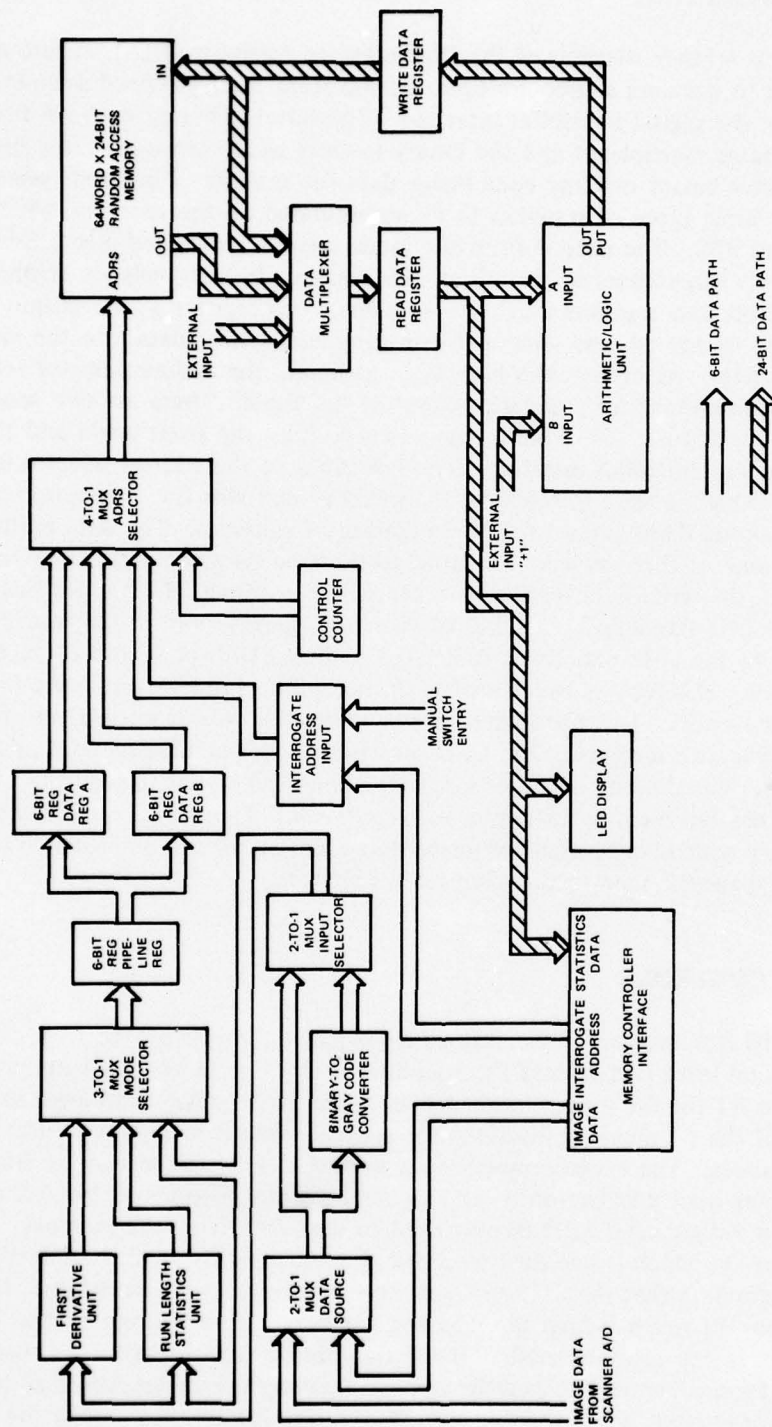 FIRST
DERIVATIVE
UNIT
RUN LENGTH
STATISTICS
UNIT
3-TO-1
MUX
MODE
SELECTOR
6-BIT
REG
PIPE-
LINE
REG
6-BIT
REG
DATA
REG A
6-BIT
REG
DATA
REG B
4-TO-1
MUX
ADRS
SELECTOR
ADRS
64-WORD X 24-BIT
RANDOM ACCESS
MEMORY
OUT
IN
2-TO-1
MUX DATA
SOURCE
BINARY-TO-
GRAY CODE
CONVERTER
2-TO-1
MUX INPUT
SELECTOR
INTERROGATE
ADDRESS
INPUT
CONTROL
COUNTER
MANUAL
SWITCH
ENTRY
EXTERNAL
INPUT
DATA
MULTIPLEXER
WRITE DATA
REGISTER
READ DATA
REGISTER
IMAGE DATA
FROM
SCANNER A/D
IMAGE INTERROGATE STATISTICS
DATA ADDRESS DATA
MEMORY CONTROLLER
INTERFACE
LED DISPLAY
EXTERNAL
INPUT
"+1"
B
INPUT
A
INPUT
OUT
PUT
ARITHMETIC/LOGIC
UNIT
6-BIT DATA PATH
24-BIT DATA PATH